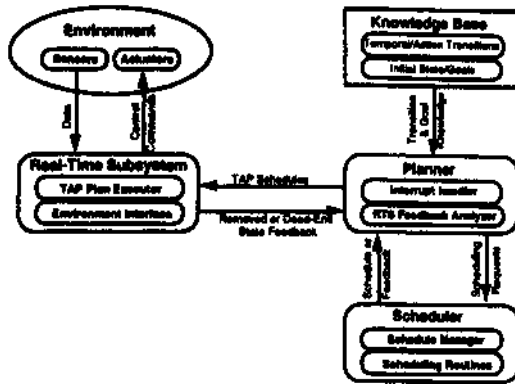 Environment
Sensors
Actuators
Data
Control
Commands
Knowledge Base
Temporal/Action Transitions
Initial State/Goals
Transition
& Goal
Knowledge
Real-Time Subsystem
TAP Plan Executor
Environment Interface
TAP Schedules
Removed or Dead-End
State Feedback
Planner
Interrupt Handler
RTS Feedback Analyzer
Schedule or
Feedback
Scheduling
Requests
Scheduler
Schedule Manager
Scheduling Routines